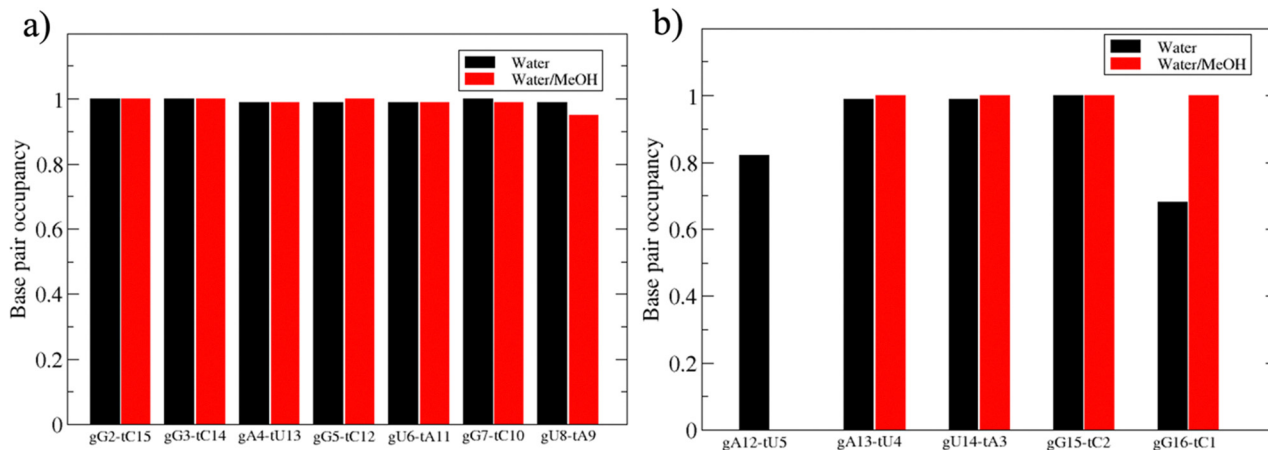 a)
Water
Water/MeOH
Base pair occupancy
1
0.8
0.6
0.4
0.2
0
gG2-tC15 gG3-tC14 gA4-tU13 gG5-tC12 gU6-tA11 gG7-tC10 gU8-tA9
b)
Water
Water/MeOH
Base pair occupancy
1
0.8
0.6
0.4
0.2
0
gA12-tU5 gA13-tU4 gU14-tA3 gG15-tC2 gG16-tC1